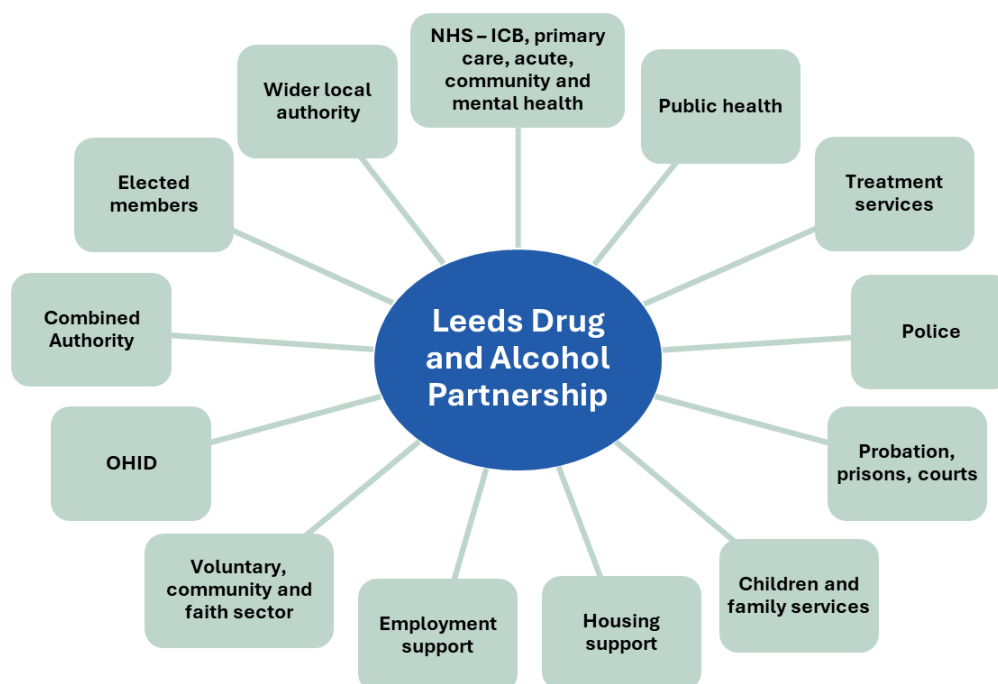 NHS – ICB, primary
care, acute,
community and
mental health
Public health
Treatment
services
Police
Probation,
prisons, courts
Children and
family services
Housing
support
Employment
support
Voluntary,
community and
faith sector
OHID
Combined
Authority
Elected
members
Wider local
authority
Leeds Drug
and Alcohol
Partnership